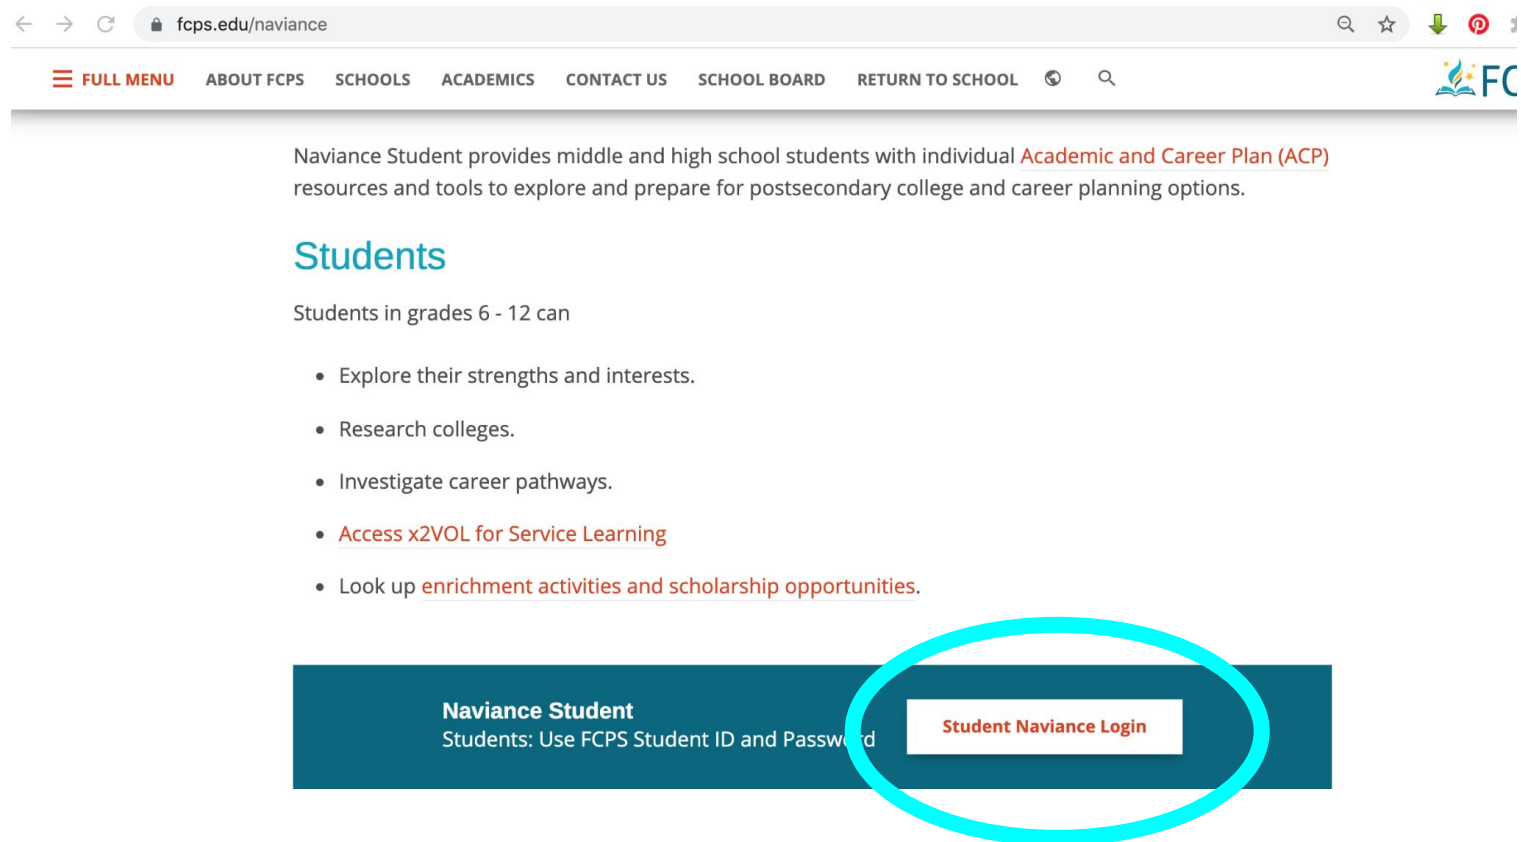 fcps.edu/naviance
FULL MENU ABOUT FCPS SCHOOLS ACADEMICS CONTACT US SCHOOL BOARD RETURN TO SCHOOL FC
Naviance Student provides middle and high school students with individual Academic and Career Plan (ACP)
resources and tools to explore and prepare for postsecondary college and career planning options.
Students
Students in grades 6 - 12 can
• Explore their strengths and interests.
• Research colleges.
• Investigate career pathways.
• Access x2VOL for Service Learning
• Look up enrichment activities and scholarship opportunities.
Naviance Student
Students: Use FCPS Student ID and Password
Student Naviance Login